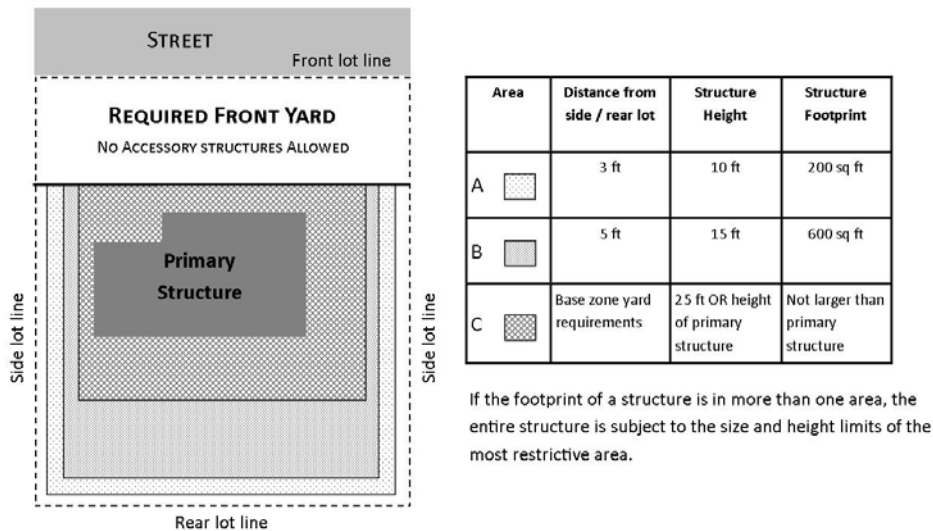 STREET
Front lot line
REQUIRED FRONT YARD
NO ACCESSORY STRUCTURES ALLOWED
Primary
Structure
Side lot line
Side lot line
Rear lot line
Area
Distance from
side / rear lot
Structure
Height
Structure
Footprint
A
3 ft
10 ft
200 sq ft
B
5 ft
15 ft
600 sq ft
C
Base zone yard
requirements
25 ft OR height
of primary
structure
Not larger than
primary
structure
If the footprint of a structure is in more than one area, the
entire structure is subject to the size and height limits of the
most restrictive area.